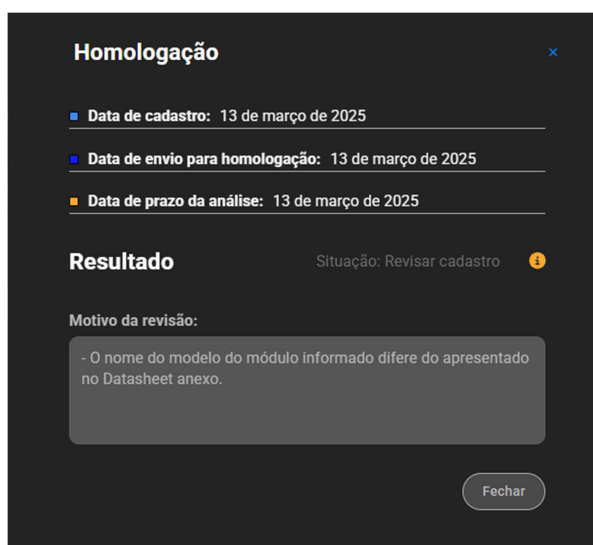 Homologação
Data de cadastro: 13 de março de 2025
Data de envio para homologação: 13 de março de 2025
Data de prazo da análise: 13 de março de 2025
Resultado
Situação: Revisar cadastro
Motivo da revisão:
- O nome do modelo do módulo informado difere do apresentado
no Datasheet anexo.
Fechar